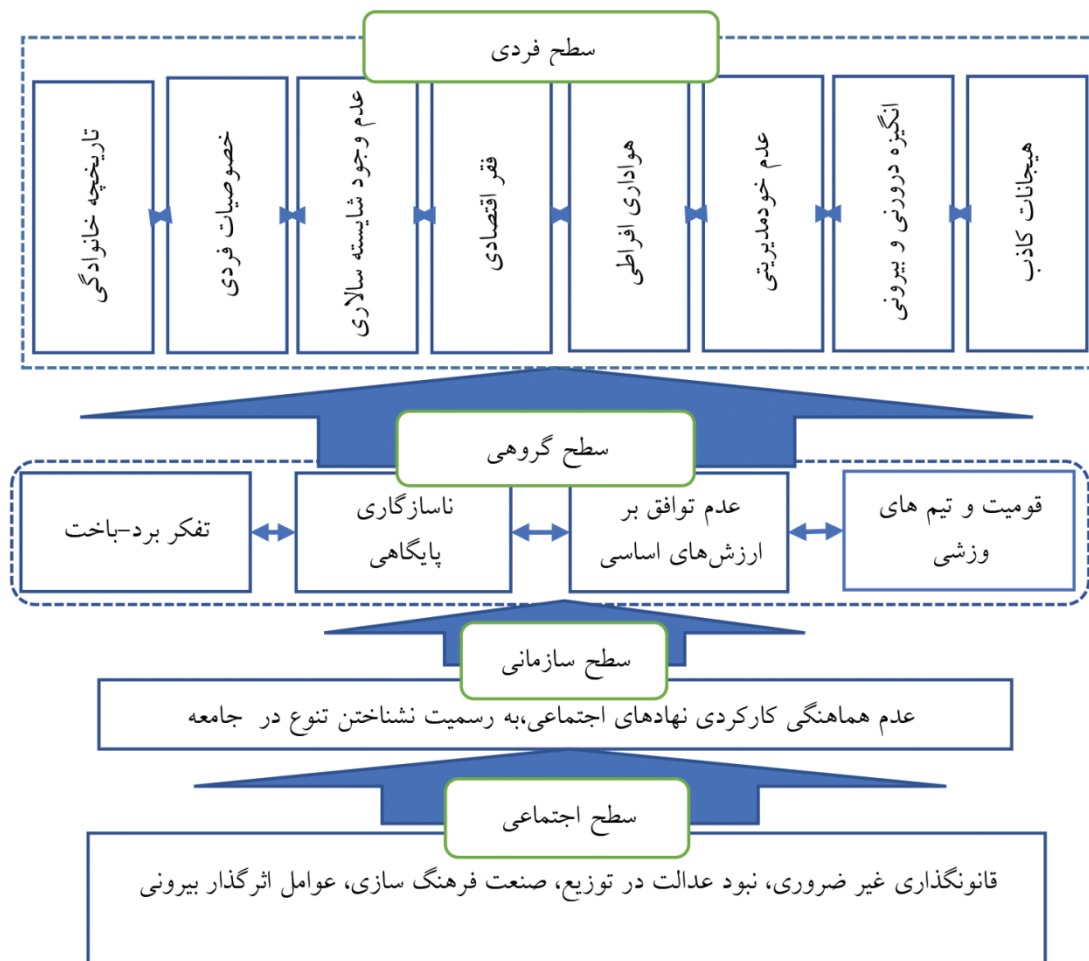 سطح فردی
هیجانات کاذب
انگیزه درورنی و بیرونی
عدم خودمدیریتی
هواداری افراطی
فقر اقتصادی
عدم وجود شایسته سالاری
خصوصیات فردی
تاریخچه خانوادگی
سطح گروهی
قومیت و تیم های
وزشی
عدم توافق بر
ارزش‌های اساسی
ناسازگاری
پایگاهی
تفکر برد-باخت
سطح سازمانی
عدم هماهنگی کارکردی نهادهای اجتماعی،به رسمیت نشناختن تنوع در جامعه
سطح اجتماعی
قانونگذاری غیر ضروری، نبود عدالت در توزیع، صنعت فرهنگ سازی، عوامل اثرگذار بیرونی